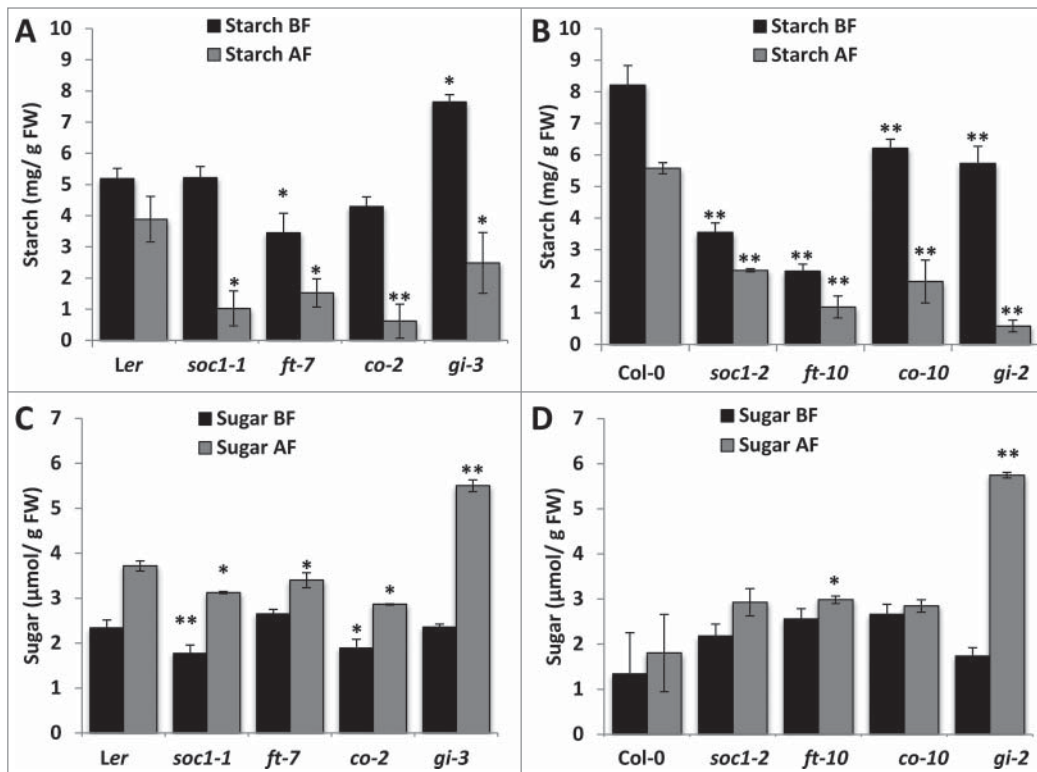 A
Starch BF
Starch AF
Starch (mg/ g FW)
10
9
8
7
6
5
4
3
2
1
0
*
*
*
*
**
*
Ler
soc1-1
ft-7
co-2
gi-3
B
Starch BF
Starch AF
Starch (mg/ g FW)
10
9
8
7
6
5
4
3
2
1
0
**
**
**
**
**
**
**
**
Col-0
soc1-2
ft-10
co-10
gi-2
C
Sugar BF
Sugar AF
Sugar (μmol/ g FW)
7
6
5
4
3
2
1
0
**
*
*
*
*
**
Ler
soc1-1
ft-7
co-2
gi-3
D
Sugar BF
Sugar AF
Sugar (μmol/ g FW)
7
6
5
4
3
2
1
0
*
**
Col-0
soc1-2
ft-10
co-10
gi-2